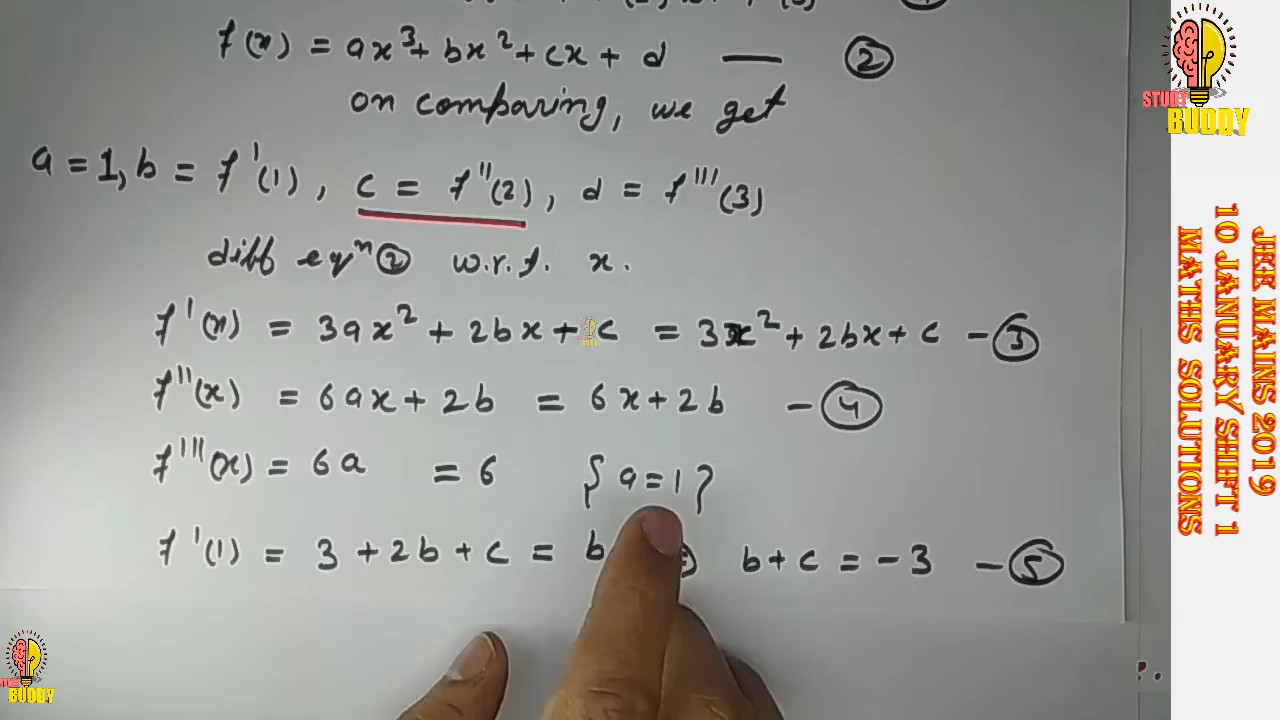 f(x) = ax³ + bx² + cx + d — ②
on comparing, we get
a = 1, b = f'(1), c = f''(2), d = f'''(3)
diff eqⁿ ② w.r.t. x.
f'(x) = 3ax² + 2bx + c = 3x² + 2bx + c - ③
f''(x) = 6ax + 2b = 6x + 2b - ④
f'''(x) = 6a = 6 { a = 1 }
f'(1) = 3 + 2b + c = b b + c = -3 - ⑤
STUDY
BUDDY
JEE MAINS 2019
10 JANUARY SHIFT 1
MATHS SOLUTIONS
STUDY
BUDDY